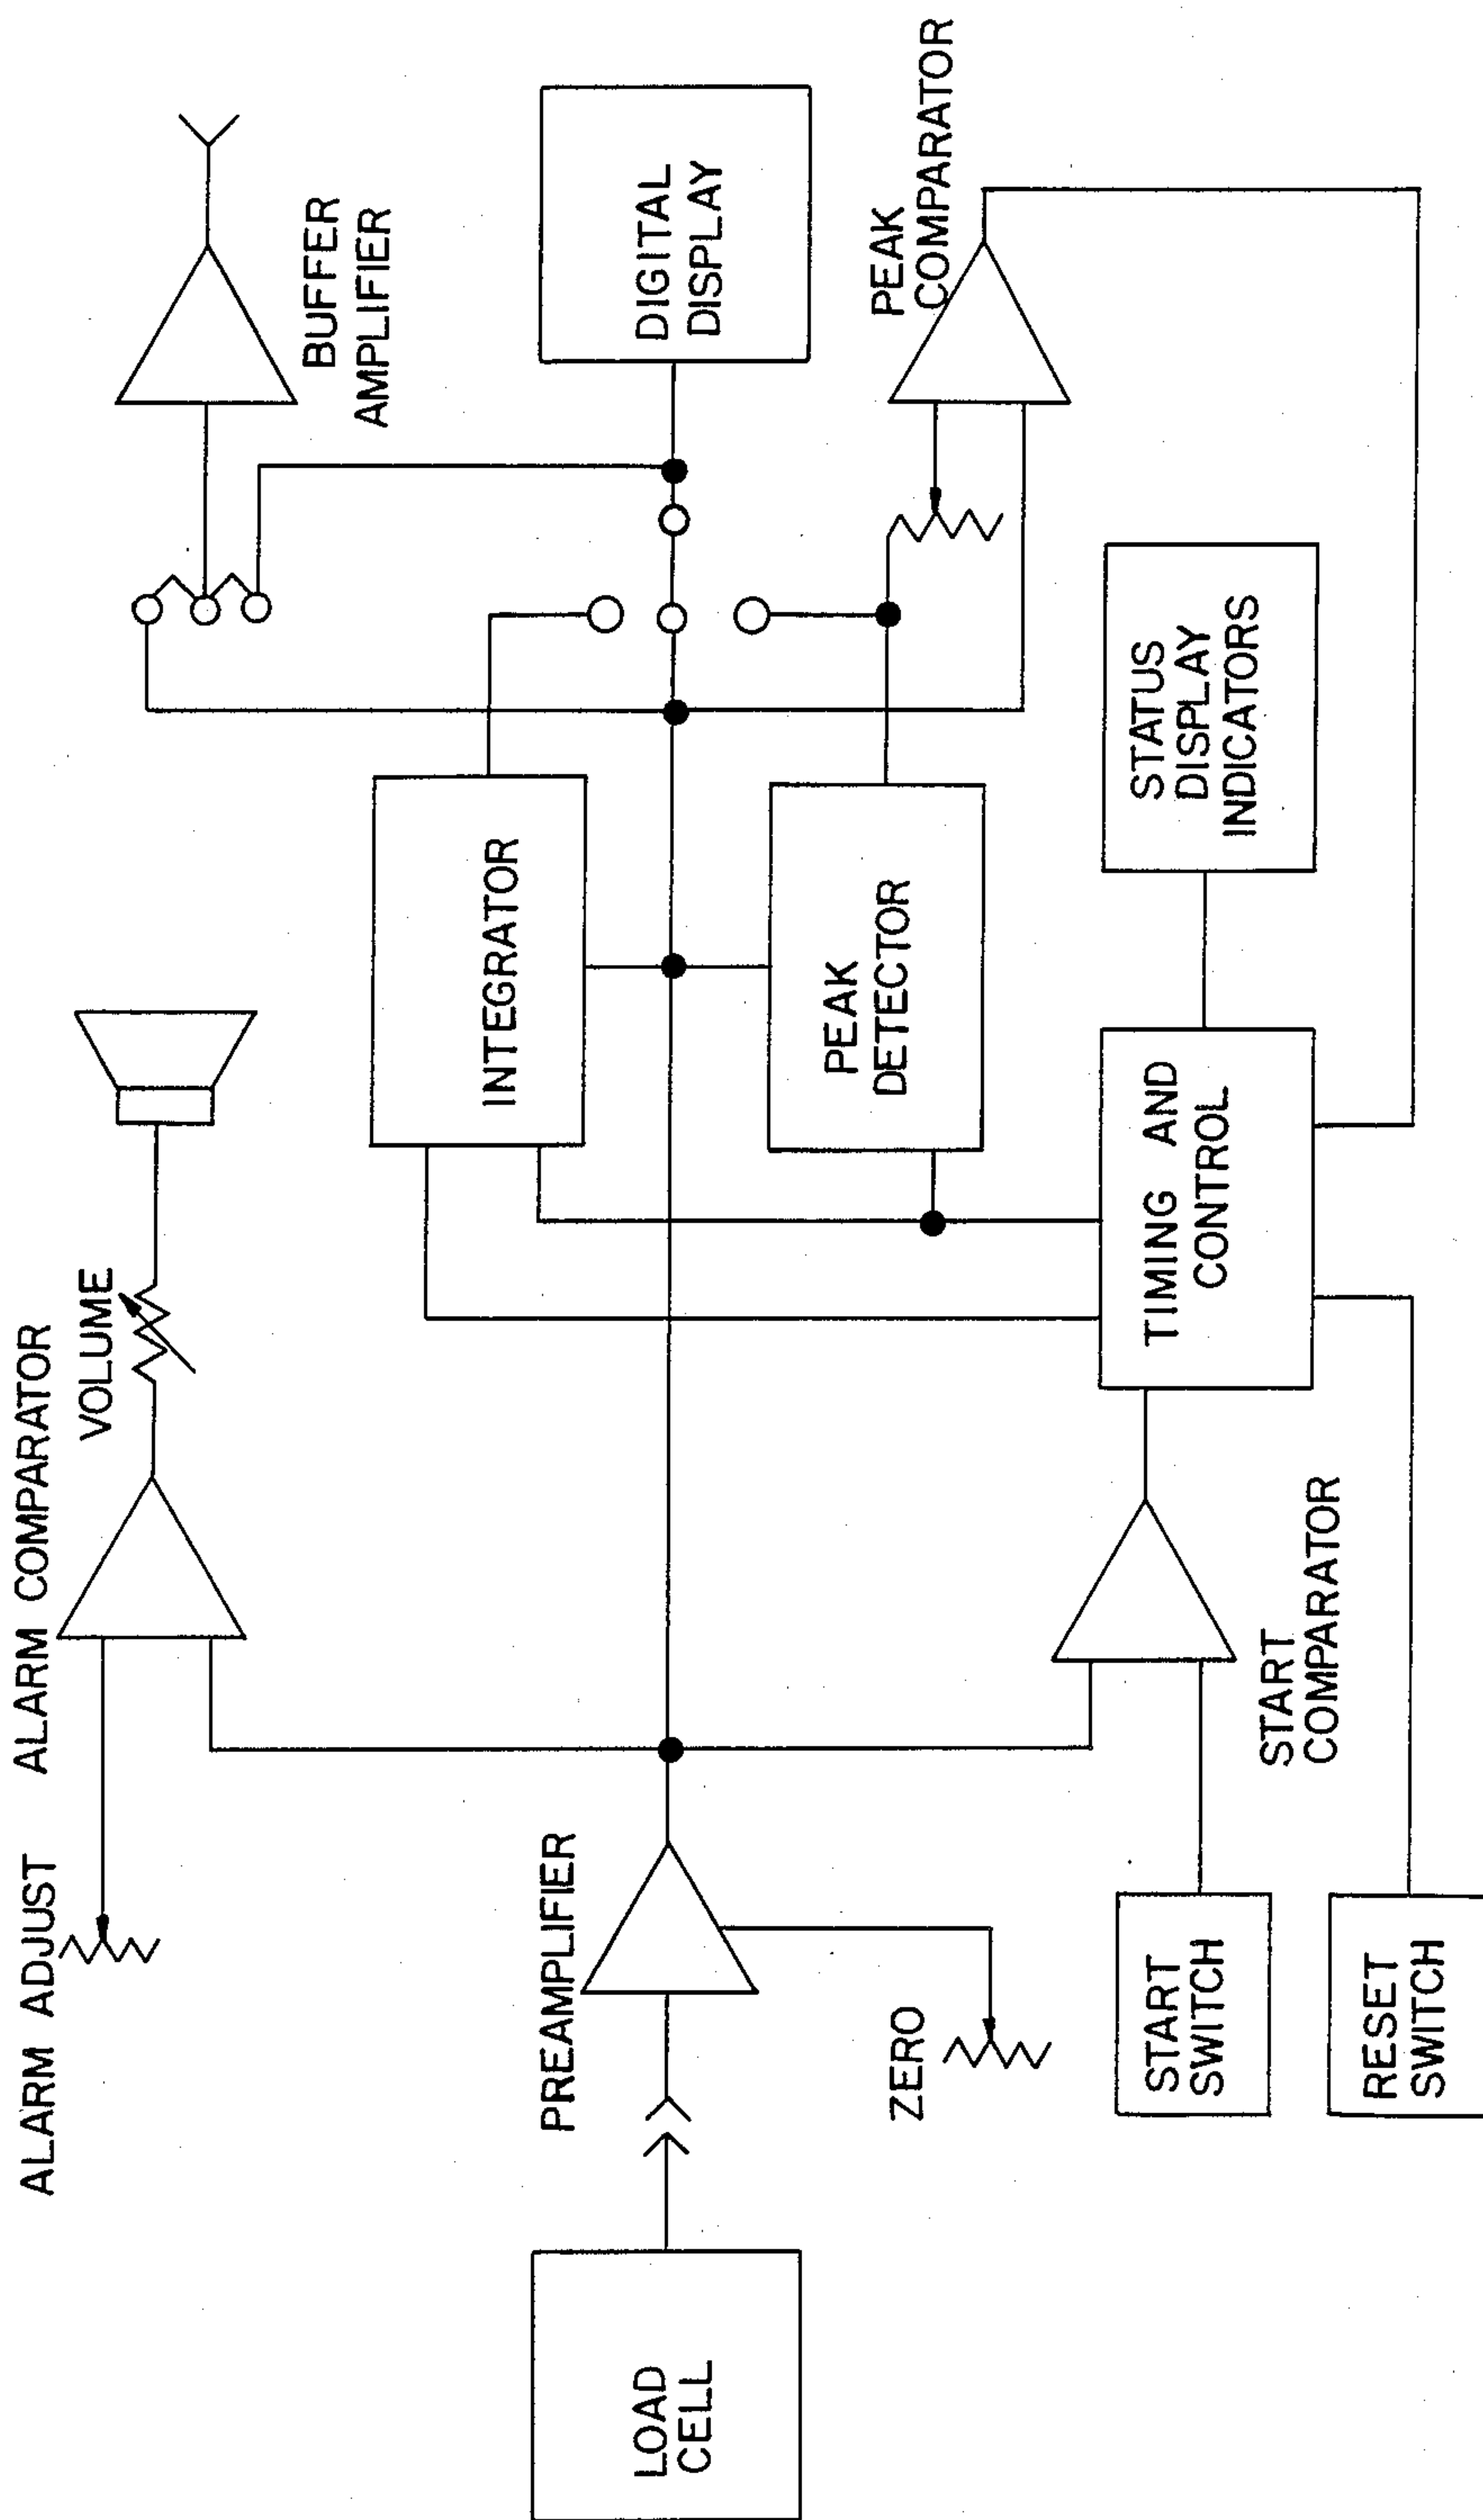 ALARM ADJUST
ALARM COMPARATOR
VOLUME
BUFFER
AMPLIFIER
LOAD
CELL
PREAMPLIFIER
ZERO
INTEGRATOR
PEAK
DETECTOR
DIGITAL
DISPLAY
PEAK
COMPARATOR
START
SWITCH
RESET
SWITCH
START
COMPARATOR
TIMING AND
CONTROL
STATUS
DISPLAY
INDICATORS